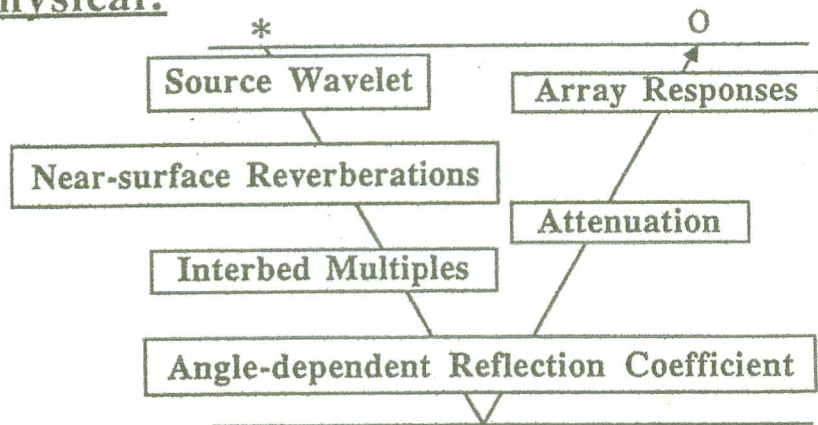 * O
Source Wavelet
Array Responses
Near-surface Reverberations
Attenuation
Interbed Multiples
Angle-dependent Reflection Coefficient